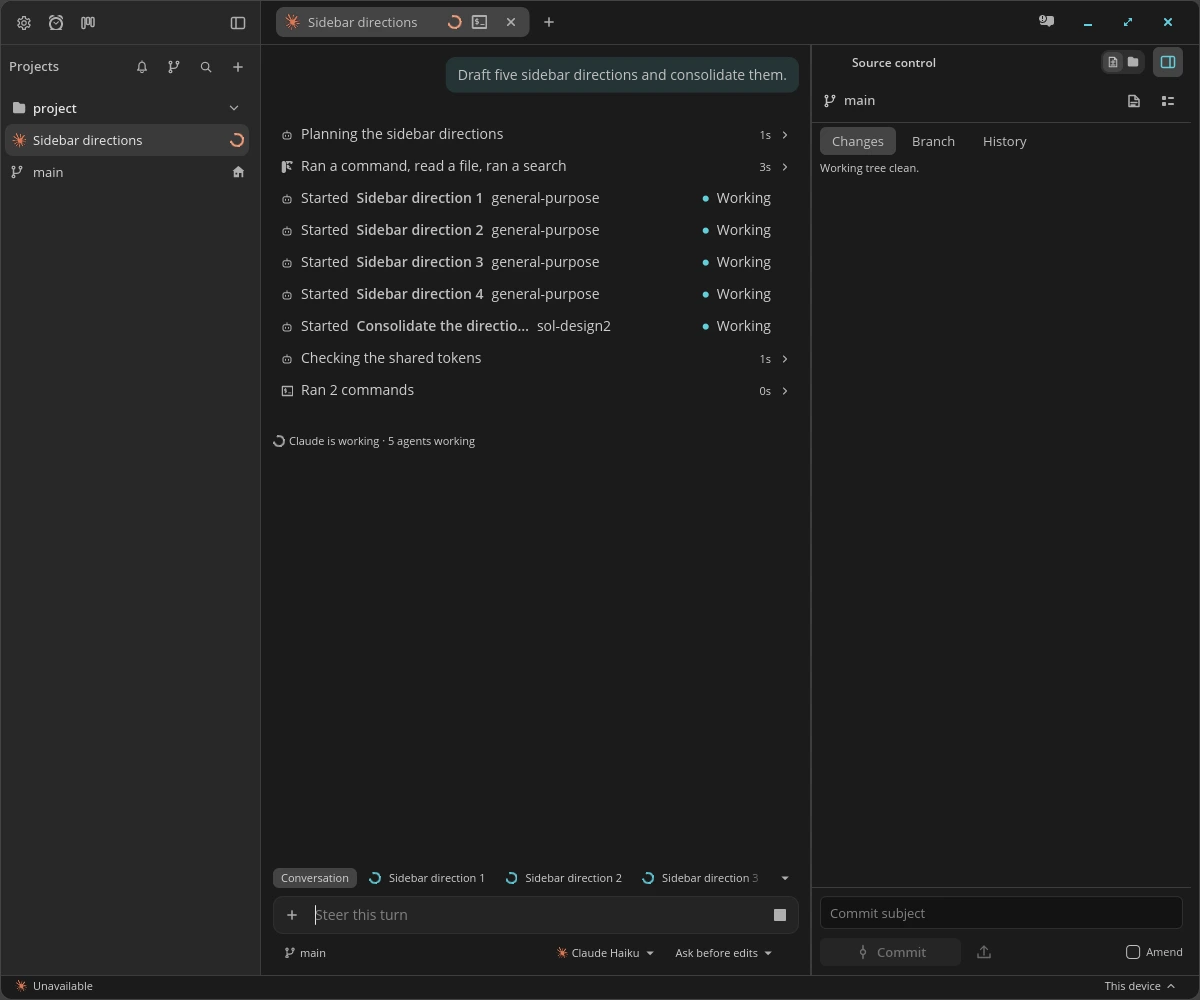 Sidebar directions
Projects
project
Sidebar directions
main
Draft five sidebar directions and consolidate them.
Planning the sidebar directions 1s
Ran a command, read a file, ran a search 3s
Started Sidebar direction 1 general-purpose Working
Started Sidebar direction 2 general-purpose Working
Started Sidebar direction 3 general-purpose Working
Started Sidebar direction 4 general-purpose Working
Started Consolidate the directio... sol-design2 Working
Checking the shared tokens 1s
Ran 2 commands 0s
Claude is working · 5 agents working
Conversation Sidebar direction 1 Sidebar direction 2 Sidebar direction 3
Steer this turn
main Claude Haiku Ask before edits
Source control
main
Changes Branch History
Working tree clean.
Commit subject
Commit Amend
Unavailable This device